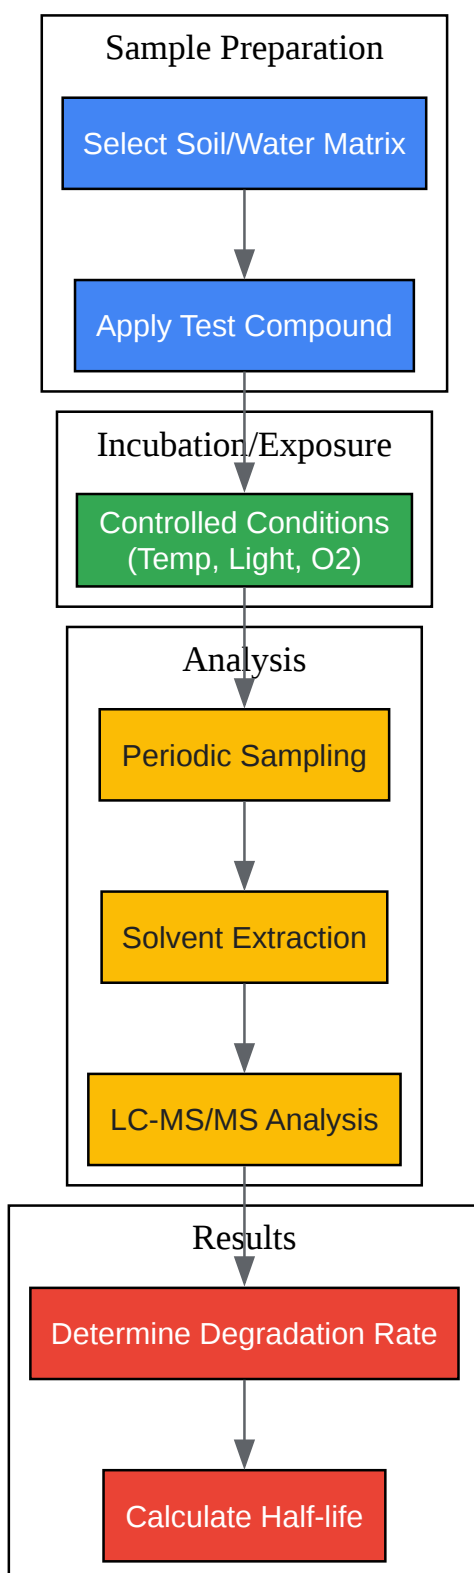 Sample Preparation
Select Soil/Water Matrix
Apply Test Compound
Incubation/Exposure
Controlled Conditions
(Temp, Light, O2)
Analysis
Periodic Sampling
Solvent Extraction
LC-MS/MS Analysis
Results
Determine Degradation Rate
Calculate Half-life